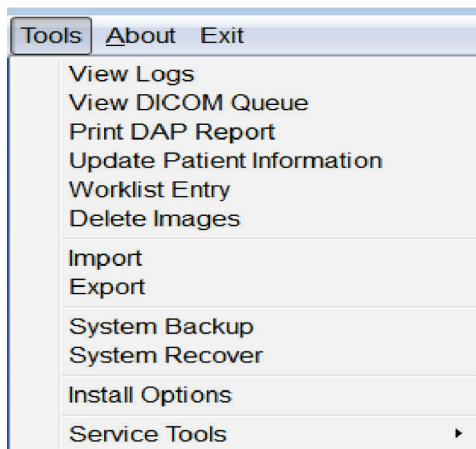 Tools About Exit
View Logs
View DICOM Queue
Print DAP Report
Update Patient Information
Worklist Entry
Delete Images
Import
Export
System Backup
System Recover
Install Options
Service Tools